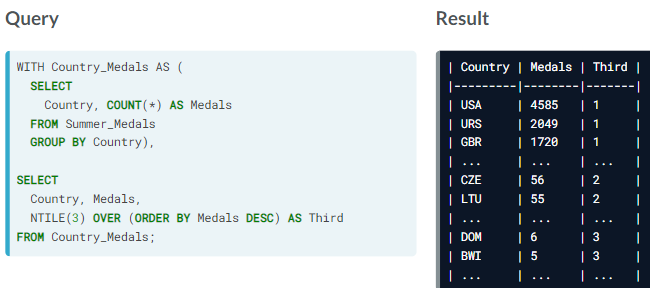 Query
WITH Country_Medals AS (
SELECT
Country, COUNT(*) AS Medals
FROM Summer_Medals
GROUP BY Country),
SELECT
Country, Medals,
NTILE(3) OVER (ORDER BY Medals DESC) AS Third
FROM Country_Medals;
Result
| Country | Medals | Third |
|---------|--------|-------|
| USA | 4585 | 1 |
| URS | 2049 | 1 |
| GBR | 1720 | 1 |
| ... | ... | ... |
| CZE | 56 | 2 |
| LTU | 55 | 2 |
| ... | ... | ... |
| DOM | 6 | 3 |
| BWI | 5 | 3 |
| ... | ... | ... |